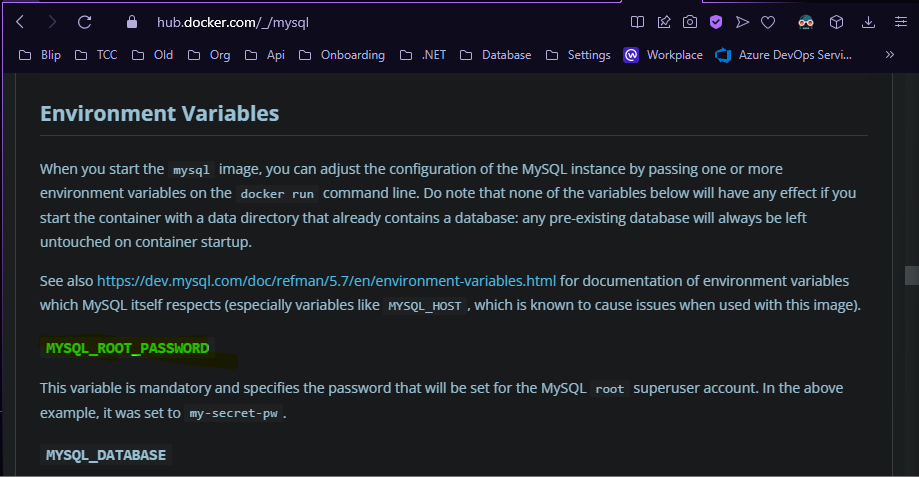 hub.docker.com/_/mysql
Blip TCC Old Org Api Onboarding .NET Database Settings Workplace Azure DevOps Servi... »
Environment Variables
When you start the mysql image, you can adjust the configuration of the MySQL instance by passing one or more
environment variables on the docker run command line. Do note that none of the variables below will have any effect if you
start the container with a data directory that already contains a database: any pre-existing database will always be left
untouched on container startup.
See also https://dev.mysql.com/doc/refman/5.7/en/environment-variables.html for documentation of environment variables
which MySQL itself respects (especially variables like MYSQL_HOST , which is known to cause issues when used with this image).
MYSQL_ROOT_PASSWORD
This variable is mandatory and specifies the password that will be set for the MySQL root superuser account. In the above
example, it was set to my-secret-pw .
MYSQL_DATABASE